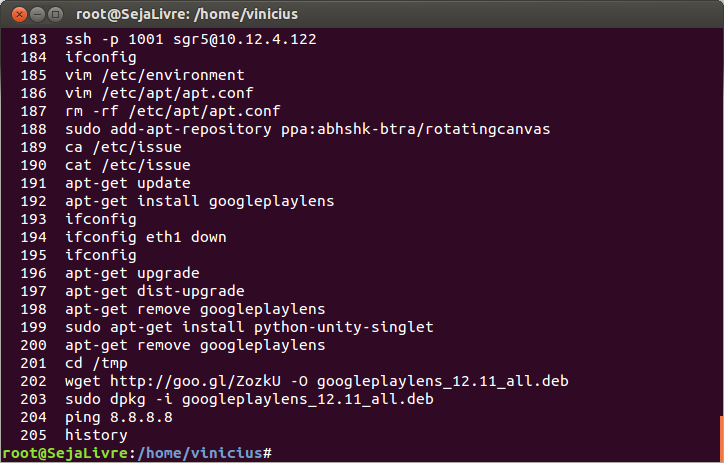 root@SejaLivre: /home/vinicius
183 ssh -p 1001 sgr5@10.12.4.122
184 ifconfig
185 vim /etc/environment
186 vim /etc/apt/apt.conf
187 rm -rf /etc/apt/apt.conf
188 sudo add-apt-repository ppa:abhshk-btra/rotatingcanvas
189 ca /etc/issue
190 cat /etc/issue
191 apt-get update
192 apt-get install googleplaylens
193 ifconfig
194 ifconfig eth1 down
195 ifconfig
196 apt-get upgrade
197 apt-get dist-upgrade
198 apt-get remove googleplaylens
199 sudo apt-get install python-unity-singlet
200 apt-get remove googleplaylens
201 cd /tmp
202 wget http://goo.gl/ZozkU -O googleplaylens_12.11_all.deb
203 sudo dpkg -i googleplaylens_12.11_all.deb
204 ping 8.8.8.8
205 history
root@SejaLivre:/home/vinicius#